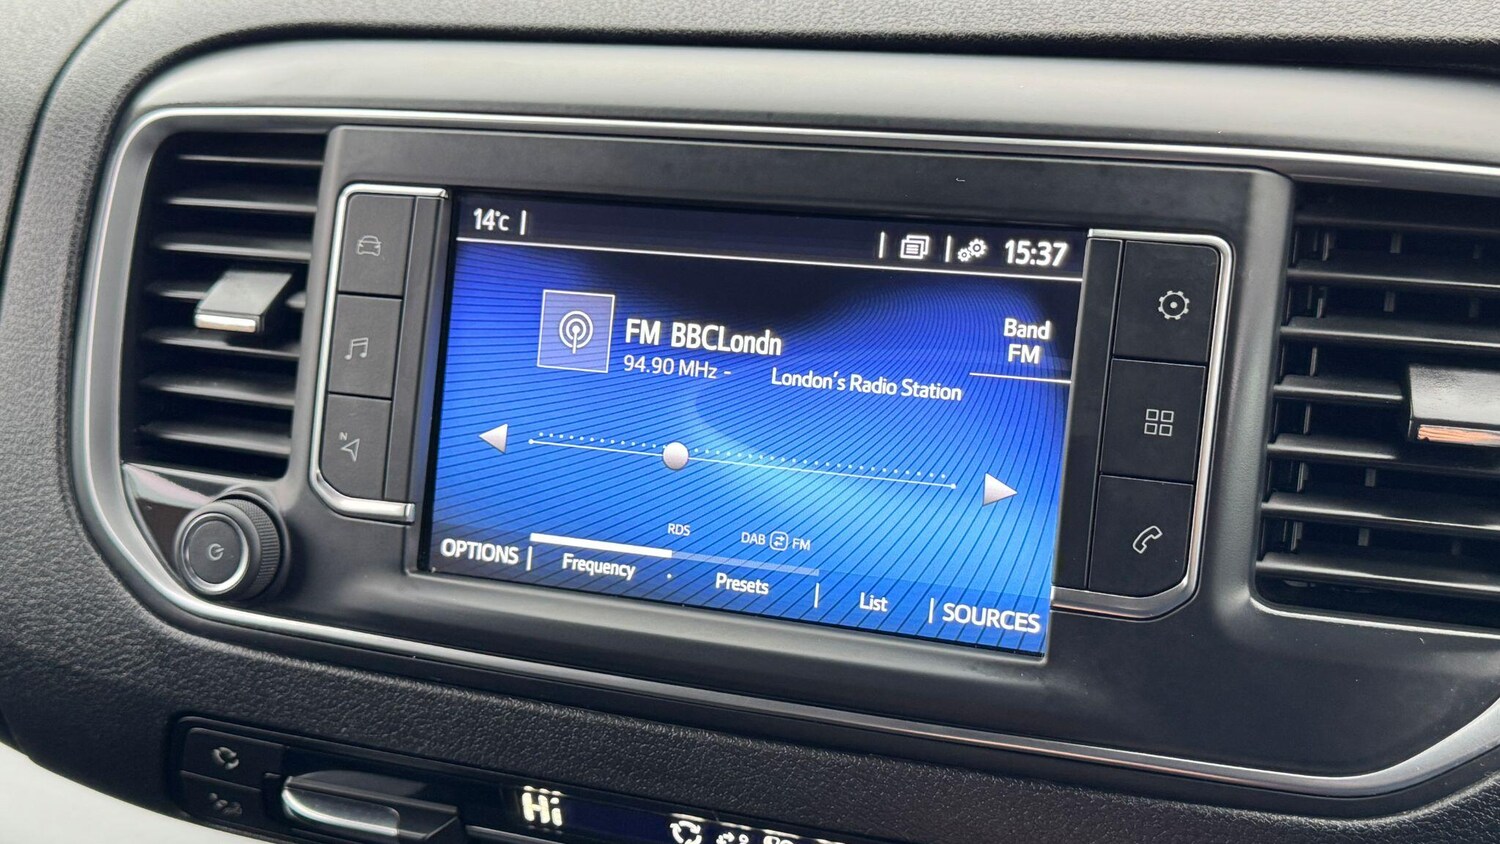 14°C
15:37
FM BBCLondn
94.90 MHz -
London's Radio Station
Band
FM
N
RDS
DAB FM
OPTIONS
Frequency
Presets
List
SOURCES
Hi